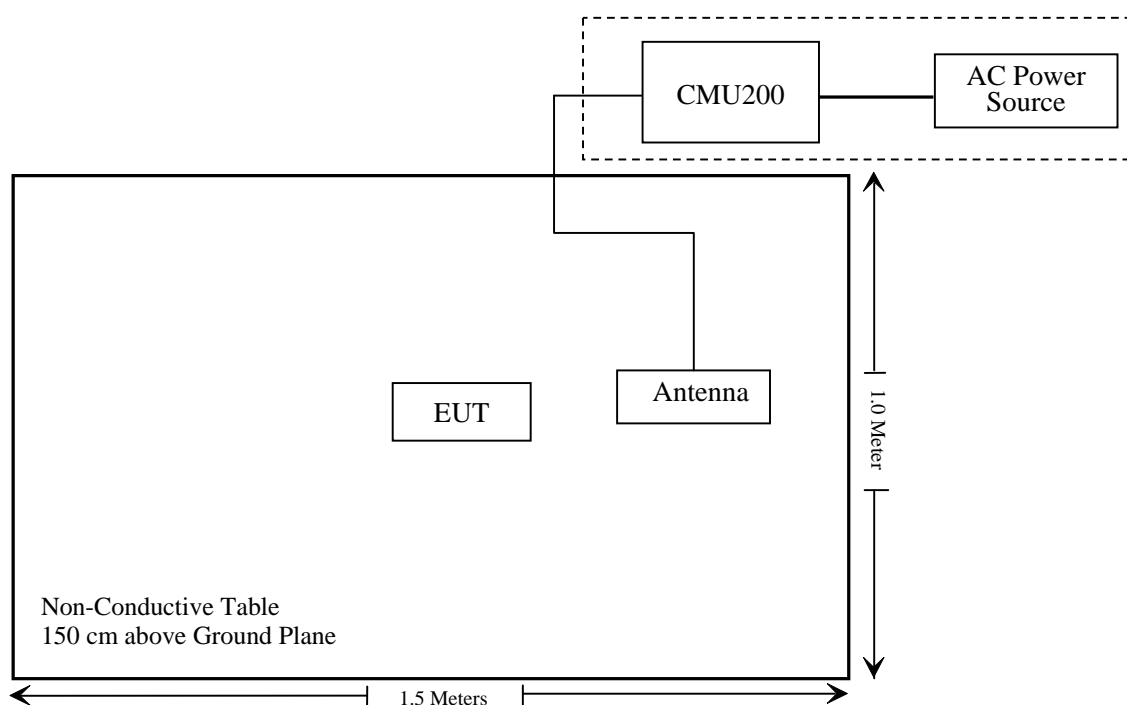 CMU200
AC Power
Source
Antenna
EUT
1.0 Meter
Non-Conductive Table
150 cm above Ground Plane
1.5 Meters